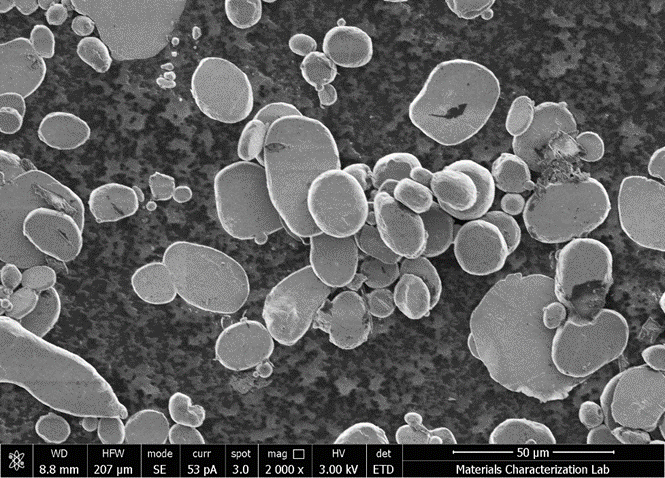 WD HFW mode curr spot mag HV det 50 µm
8.8 mm 207 µm SE 53 pA 3.0 2 000 x 3.00 kV ETD Materials Characterization Lab